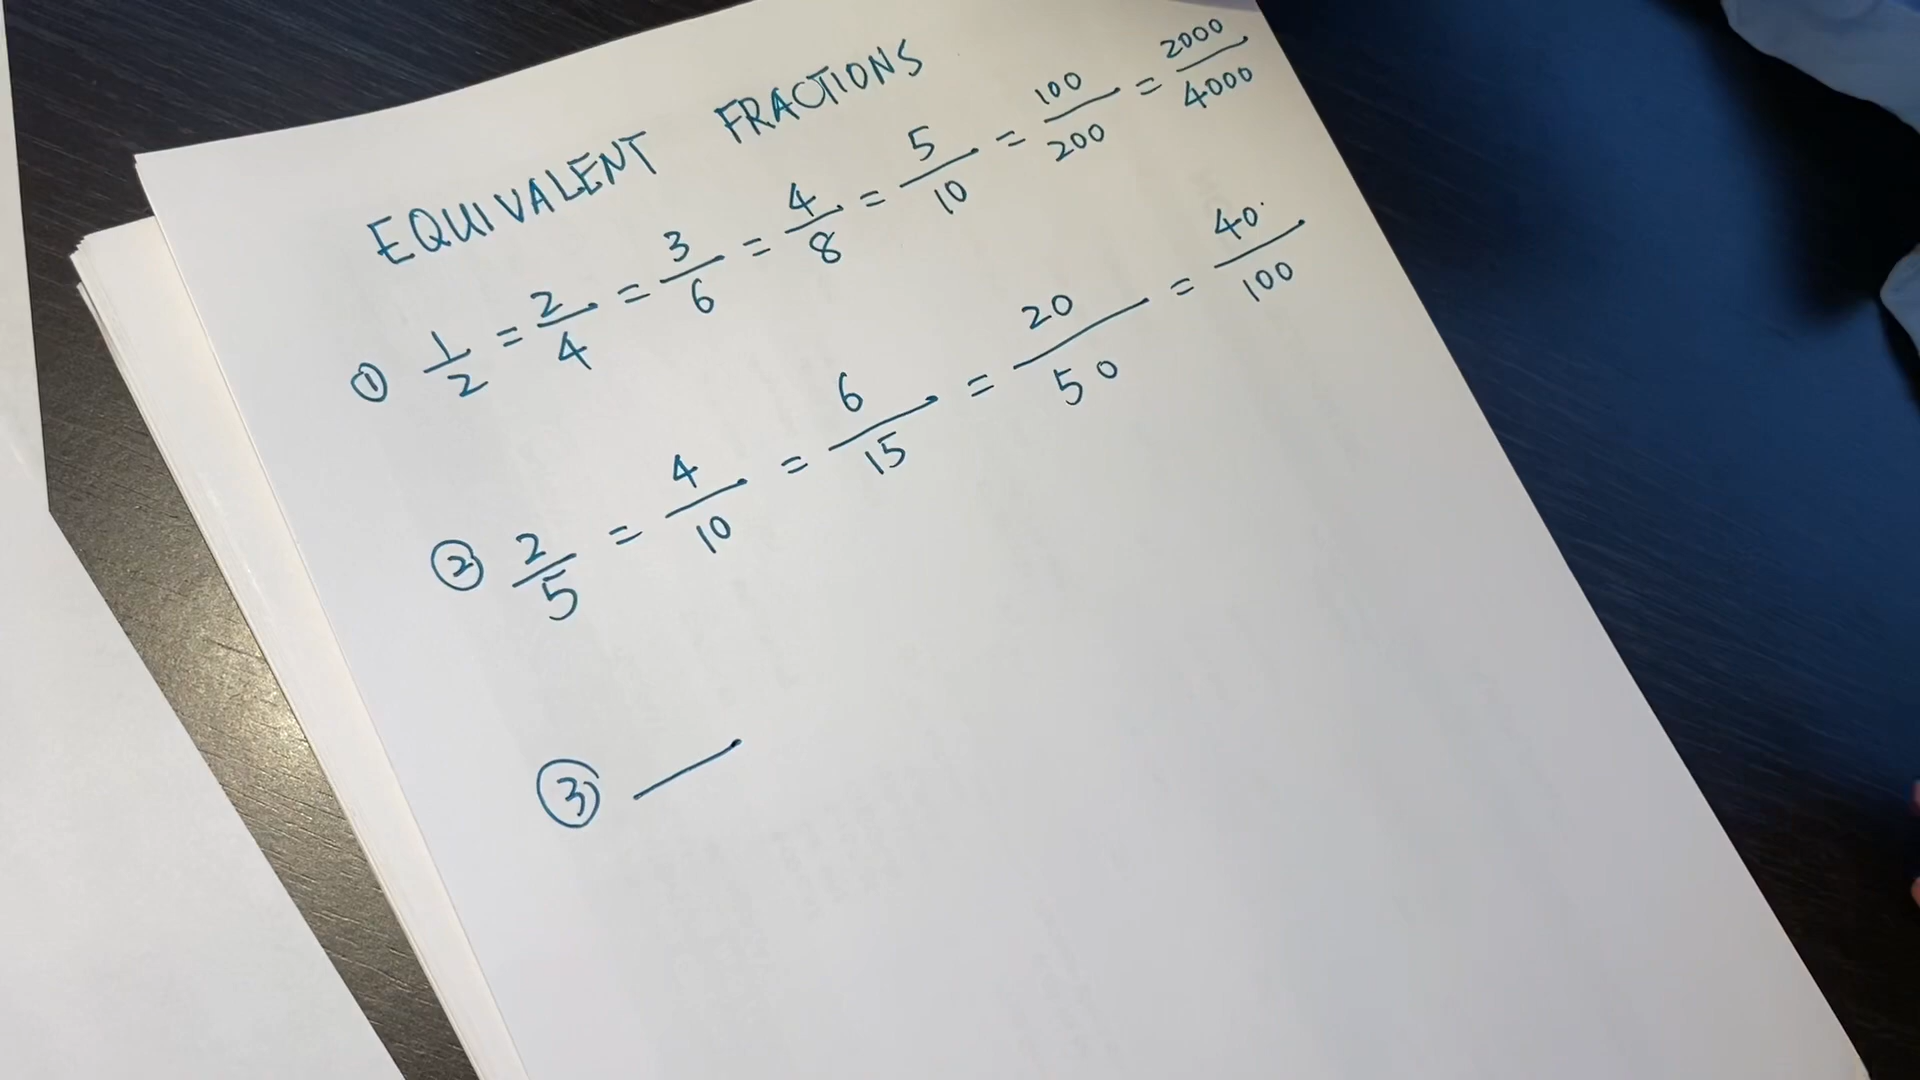 EQUIVALENT FRACTIONS
① 1/2 = 2/4 = 3/6 = 4/8 = 5/10 = 100/200 = 2000/4000
② 2/5 = 4/10 = 6/15 = 20/50 = 40/100
③ —